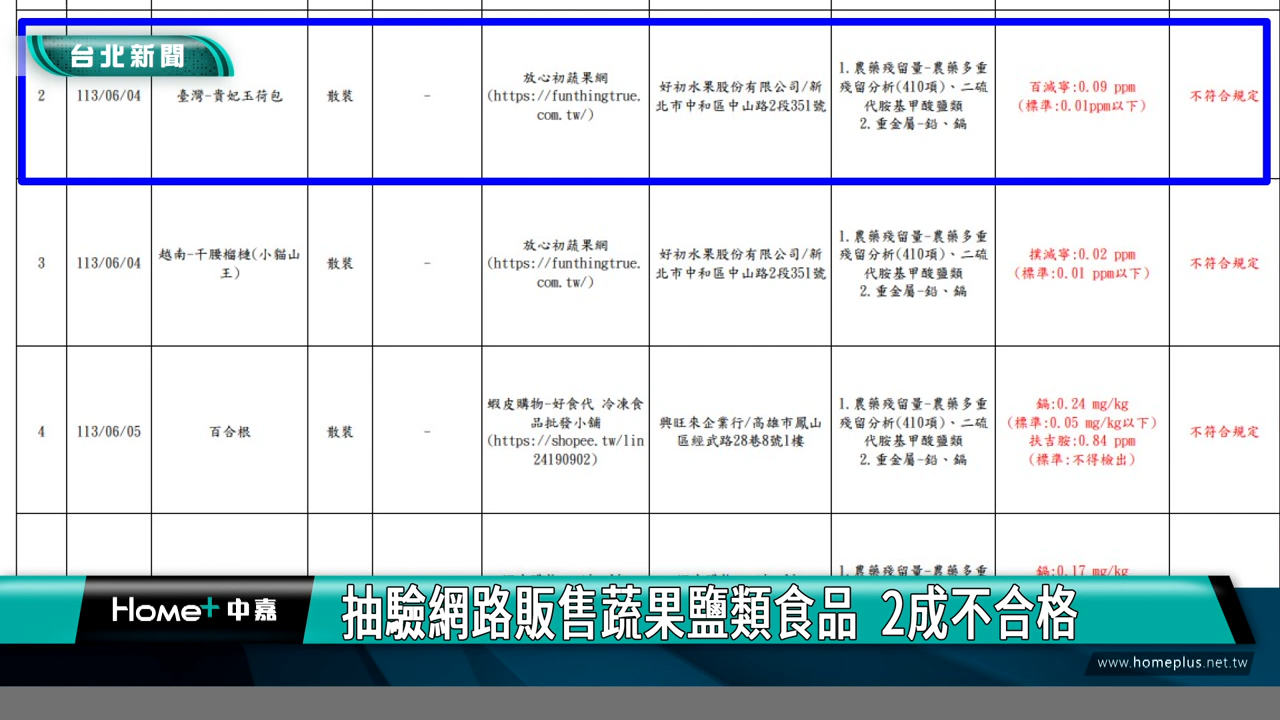 台北新聞
2
113/06/04
臺灣-貴妃玉荷包
散裝
-
放心初蔬果網
(https://funthingtrue.
com.tw/)
好初水果股份有限公司/新
北市中和區中山路2段351號
1.農藥殘留量-農藥多重
殘留分析(410項)、二硫
代胺基甲酸鹽類
2.重金屬-鉛、鎘
百滅寧:0.09 ppm
(標準:0.01ppm以下)
不符合規定
3
113/06/04
越南-干腰榴槤(小貓山
王)
散裝
-
放心初蔬果網
(https://funthingtrue.
com.tw/)
好初水果股份有限公司/新
北市中和區中山路2段351號
1.農藥殘留量-農藥多重
殘留分析(410項)、二硫
代胺基甲酸鹽類
2.重金屬-鉛、鎘
撲滅寧:0.02 ppm
(標準:0.01 ppm以下)
不符合規定
4
113/06/05
百合根
散裝
-
蝦皮購物-好食代 冷凍食
品批發小舖
(https://shopee.tw/lin
24190902)
興旺來企業行/高雄市鳳山
區經武路28巷8號1樓
1.農藥殘留量-農藥多重
殘留分析(410項)、二硫
代胺基甲酸鹽類
2.重金屬-鉛、鎘
鎘:0.24 mg/kg
(標準:0.05 mg/kg以下)
扶吉胺:0.84 ppm
(標準:不得檢出)
不符合規定
1.農藥殘留量-農藥多重
鎘:0.17 mg/kg
Home+中嘉
抽驗網路販售蔬果鹽類食品 2成不合格
www.homeplus.net.tw